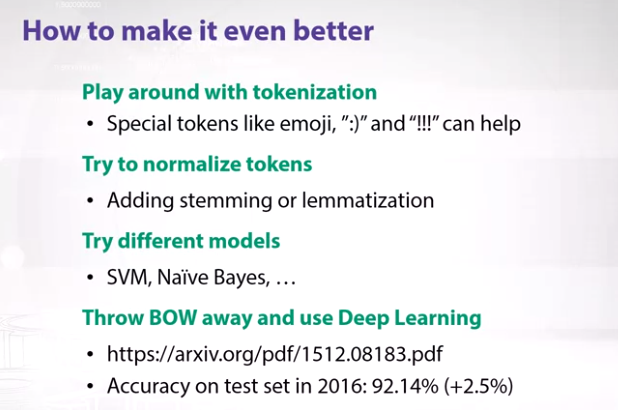 How to make it even better
Play around with tokenization
• Special tokens like emoji, ”:)” and “!!!” can help
Try to normalize tokens
• Adding stemming or lemmatization
Try different models
• SVM, Naïve Bayes, …
Throw BOW away and use Deep Learning
• https://arxiv.org/pdf/1512.08183.pdf
• Accuracy on test set in 2016: 92.14% (+2.5%)